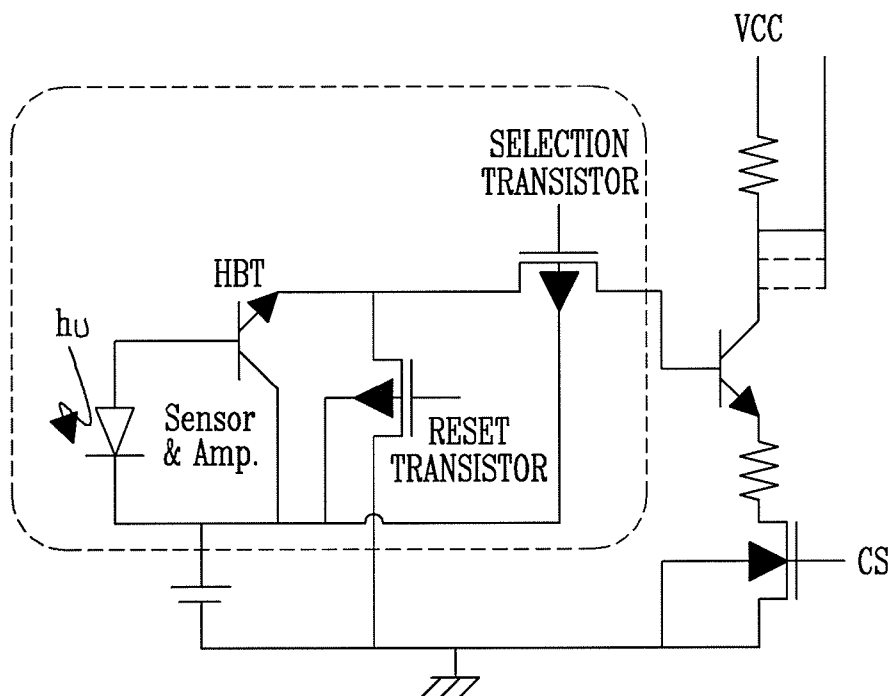 VCC
SELECTION
TRANSISTOR
HBT
hυ
Sensor
& Amp.
RESET
TRANSISTOR
CS